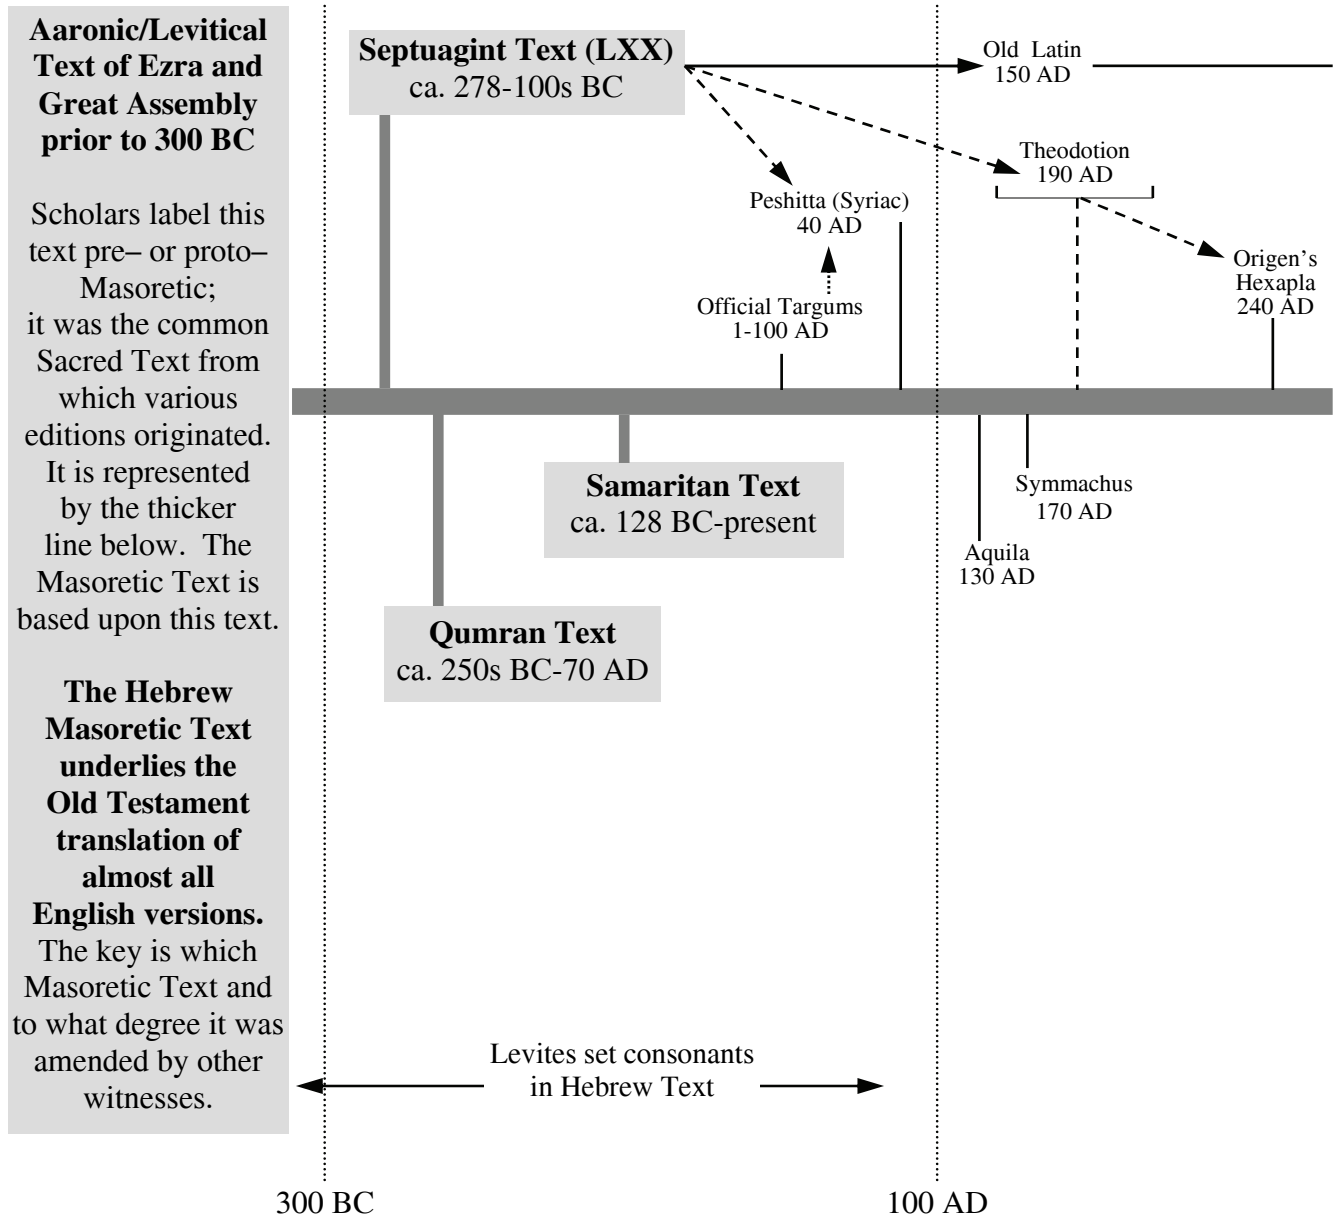 Aaronic/Levitical
Text of Ezra and
Great Assembly
prior to 300 BC
Scholars label this
text pre– or proto–
Masoretic;
it was the common
Sacred Text from
which various
editions originated.
It is represented
by the thicker
line below. The
Masoretic Text is
based upon this text.
The Hebrew
Masoretic Text
underlies the
Old Testament
translation of
almost all
English versions.
The key is which
Masoretic Text and
to what degree it was
amended by other
witnesses.
Septuagint Text (LXX)
ca. 278-100s BC
Old Latin
150 AD
Theodotion
190 AD
Peshitta (Syriac)
40 AD
Origen's
Hexapla
240 AD
Official Targums
1-100 AD
Samaritan Text
ca. 128 BC-present
Symmachus
170 AD
Aquila
130 AD
Qumran Text
ca. 250s BC-70 AD
Levites set consonants
in Hebrew Text
300 BC
100 AD